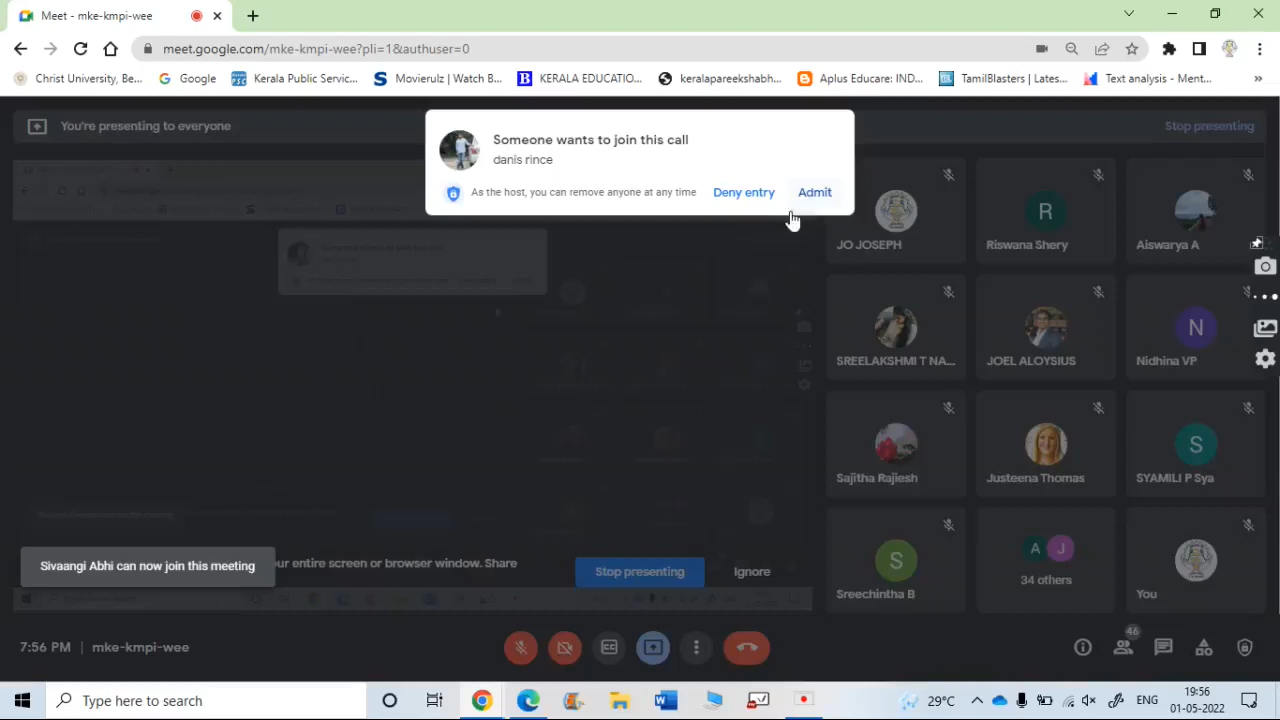 Meet - mke-kmpi-wee
meet.google.com/mke-kmpi-wee?pli=1&authuser=0
Christ University, Be...
Google
Kerala Public Servic...
Movierulz | Watch B...
KERALA EDUCATIO...
keralapareekshabh...
Aplus Educare: IND...
TamilBlasters | Lates...
Text analysis - Ment...
You're presenting to everyone
Stop presenting
Someone wants to join this call
danis rince
As the host, you can remove anyone at any time
Deny entry
Admit
JO JOSEPH
R
Riswana Shery
Aiswarya A
SREELAKSHMI T NA...
JOEL ALOYSIUS
N
Nidhina VP
Sajitha Rajiesh
Justeena Thomas
S
SYAMILI P Sya
Sivaangi Abhi can now join this meeting
ur entire screen or browser window. Share
Stop presenting
Ignore
S
Sreechintha B
A J
34 others
You
7:56 PM | mke-kmpi-wee
46
Type here to search
29°C
ENG
19:56
01-05-2022